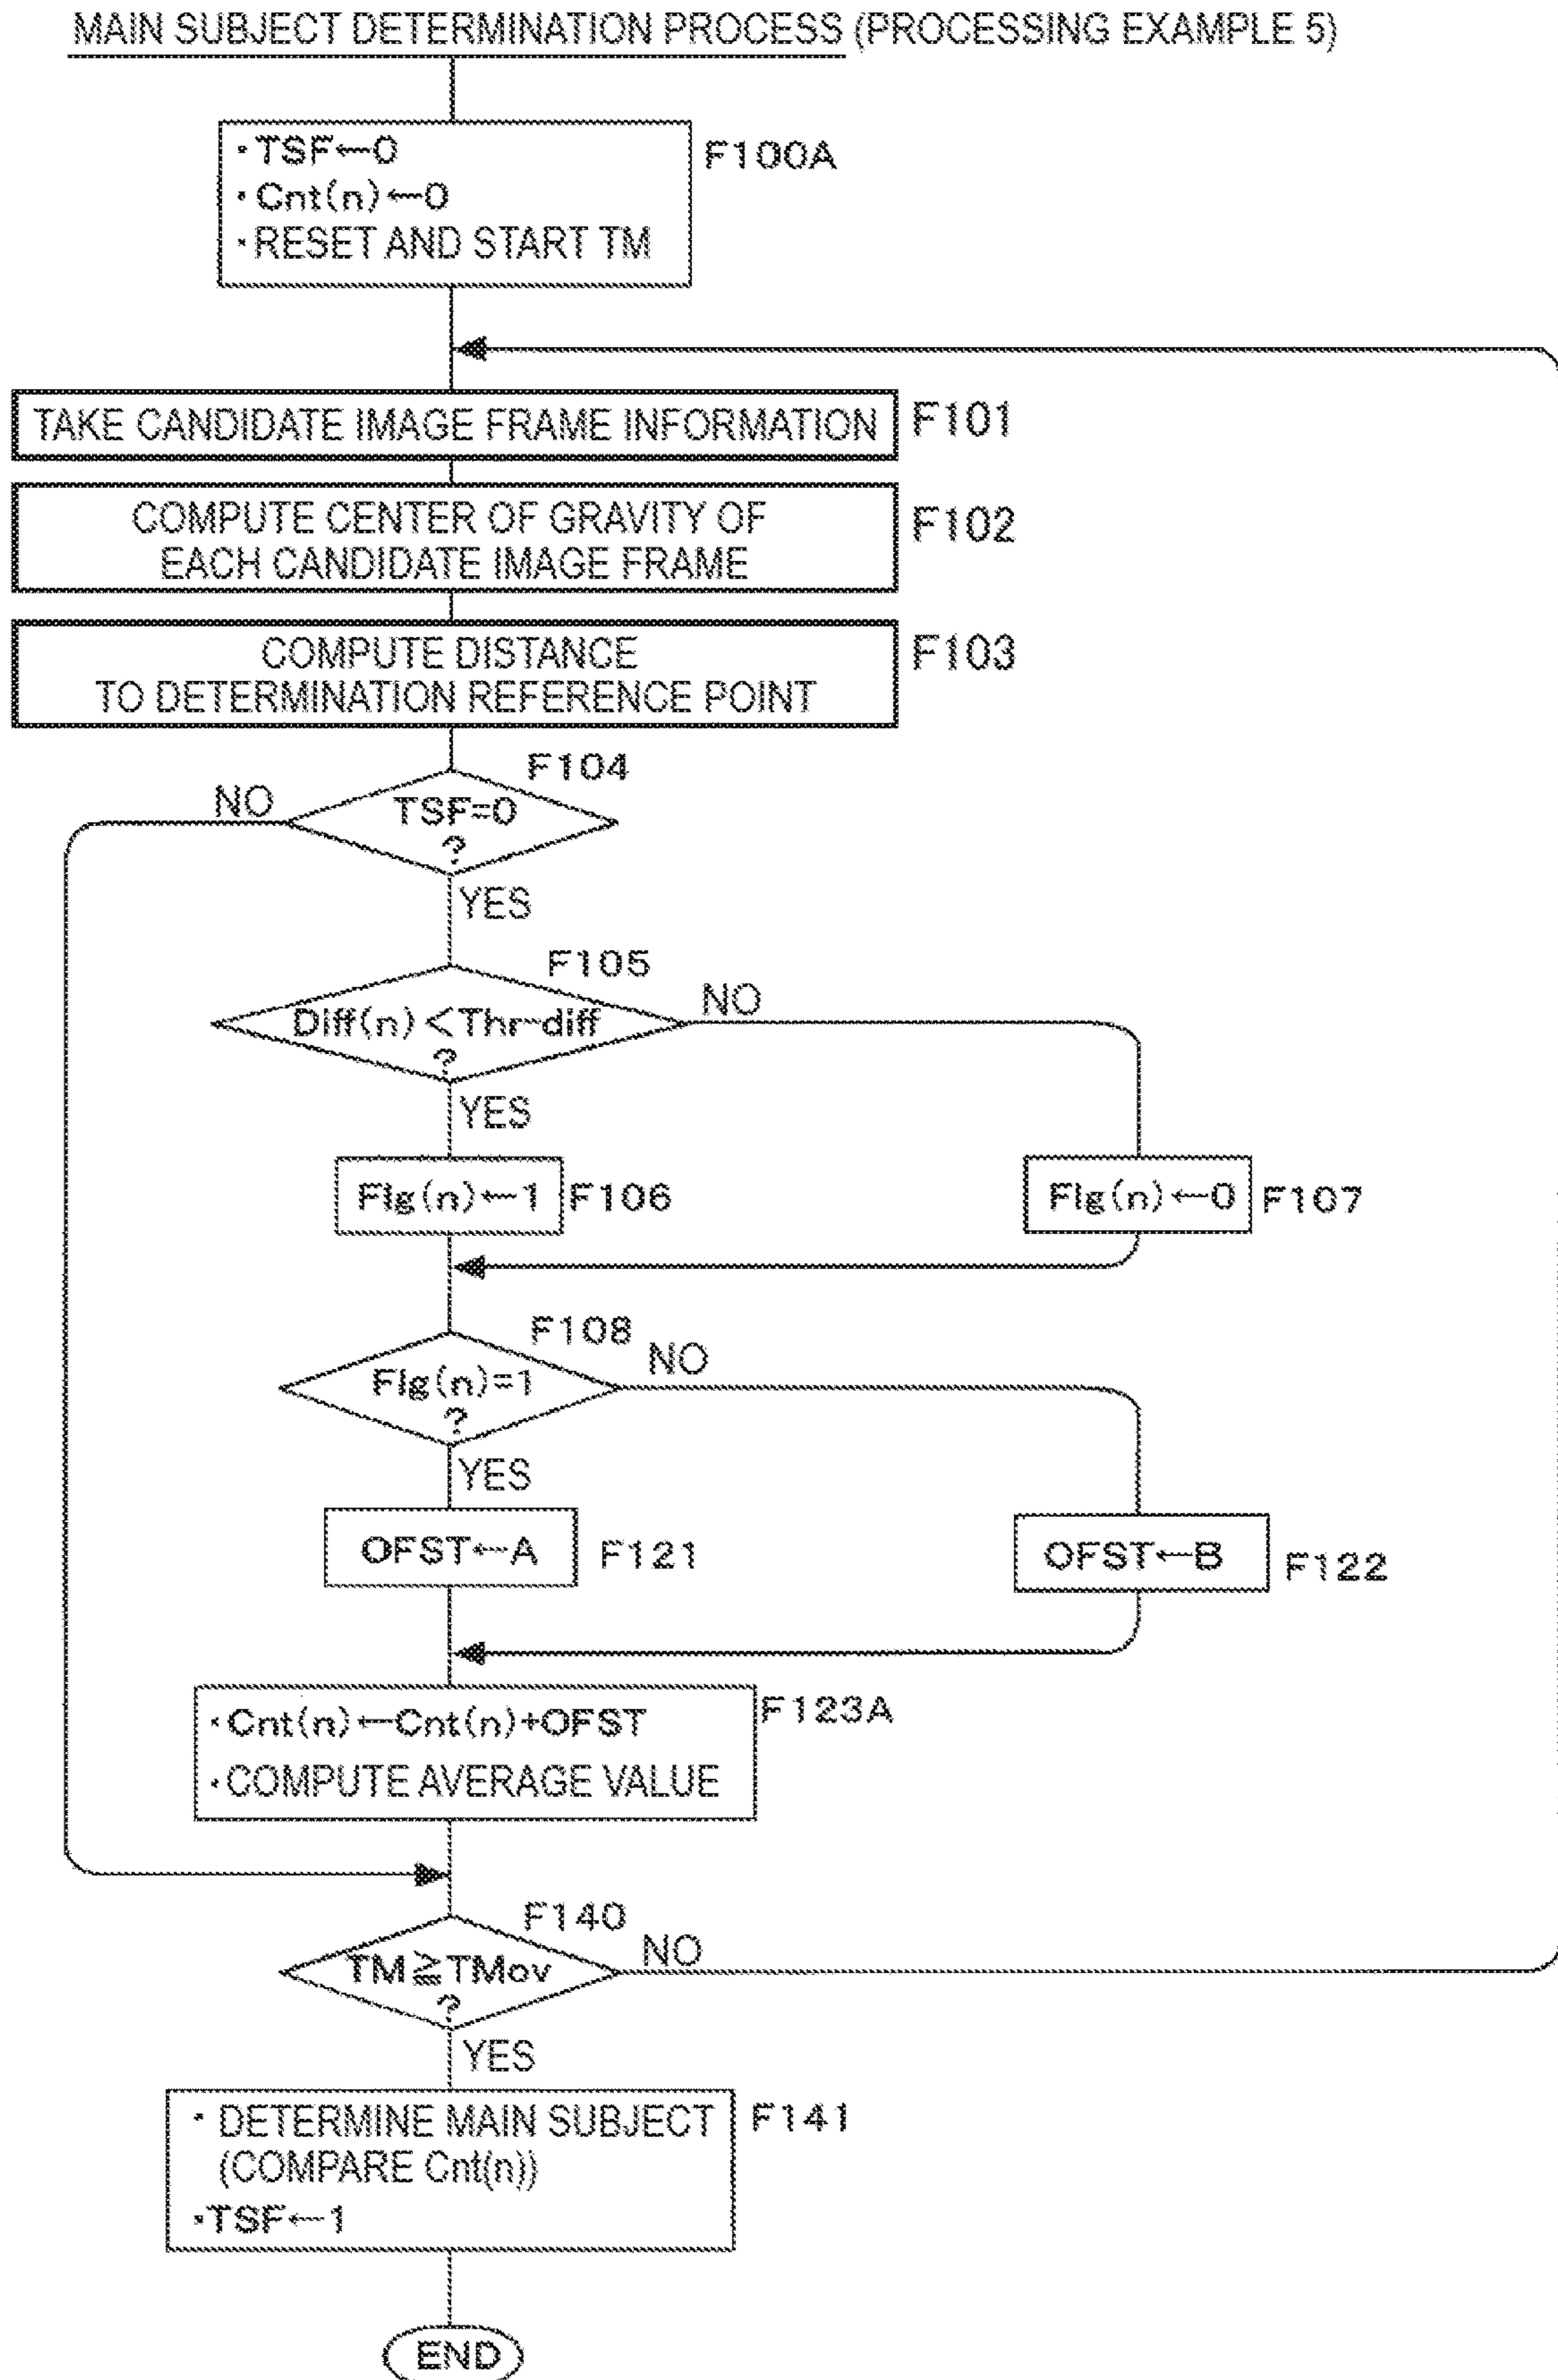 MAIN SUBJECT DETERMINATION PROCESS (PROCESSING EXAMPLE 5)
・TSF←0
・Cnt(n)←0
・RESET AND START TM
F100A
TAKE CANDIDATE IMAGE FRAME INFORMATION
F101
COMPUTE CENTER OF GRAVITY OF
EACH CANDIDATE IMAGE FRAME
F102
COMPUTE DISTANCE
TO DETERMINATION REFERENCE POINT
F103
F104
NO
TSF=0
?
YES
F105
NO
Diff(n)<Thr-diff
?
YES
Flg(n)←1
F106
Flg(n)←0
F107
F108
NO
Flg(n)=1
?
YES
OFST←A
F121
OFST←B
F122
・Cnt(n)←Cnt(n)+OFST
・COMPUTE AVERAGE VALUE
F123A
F140
NO
TM≧TMov
?
YES
・DETERMINE MAIN SUBJECT
(COMPARE Cnt(n))
・TSF←1
F141
END